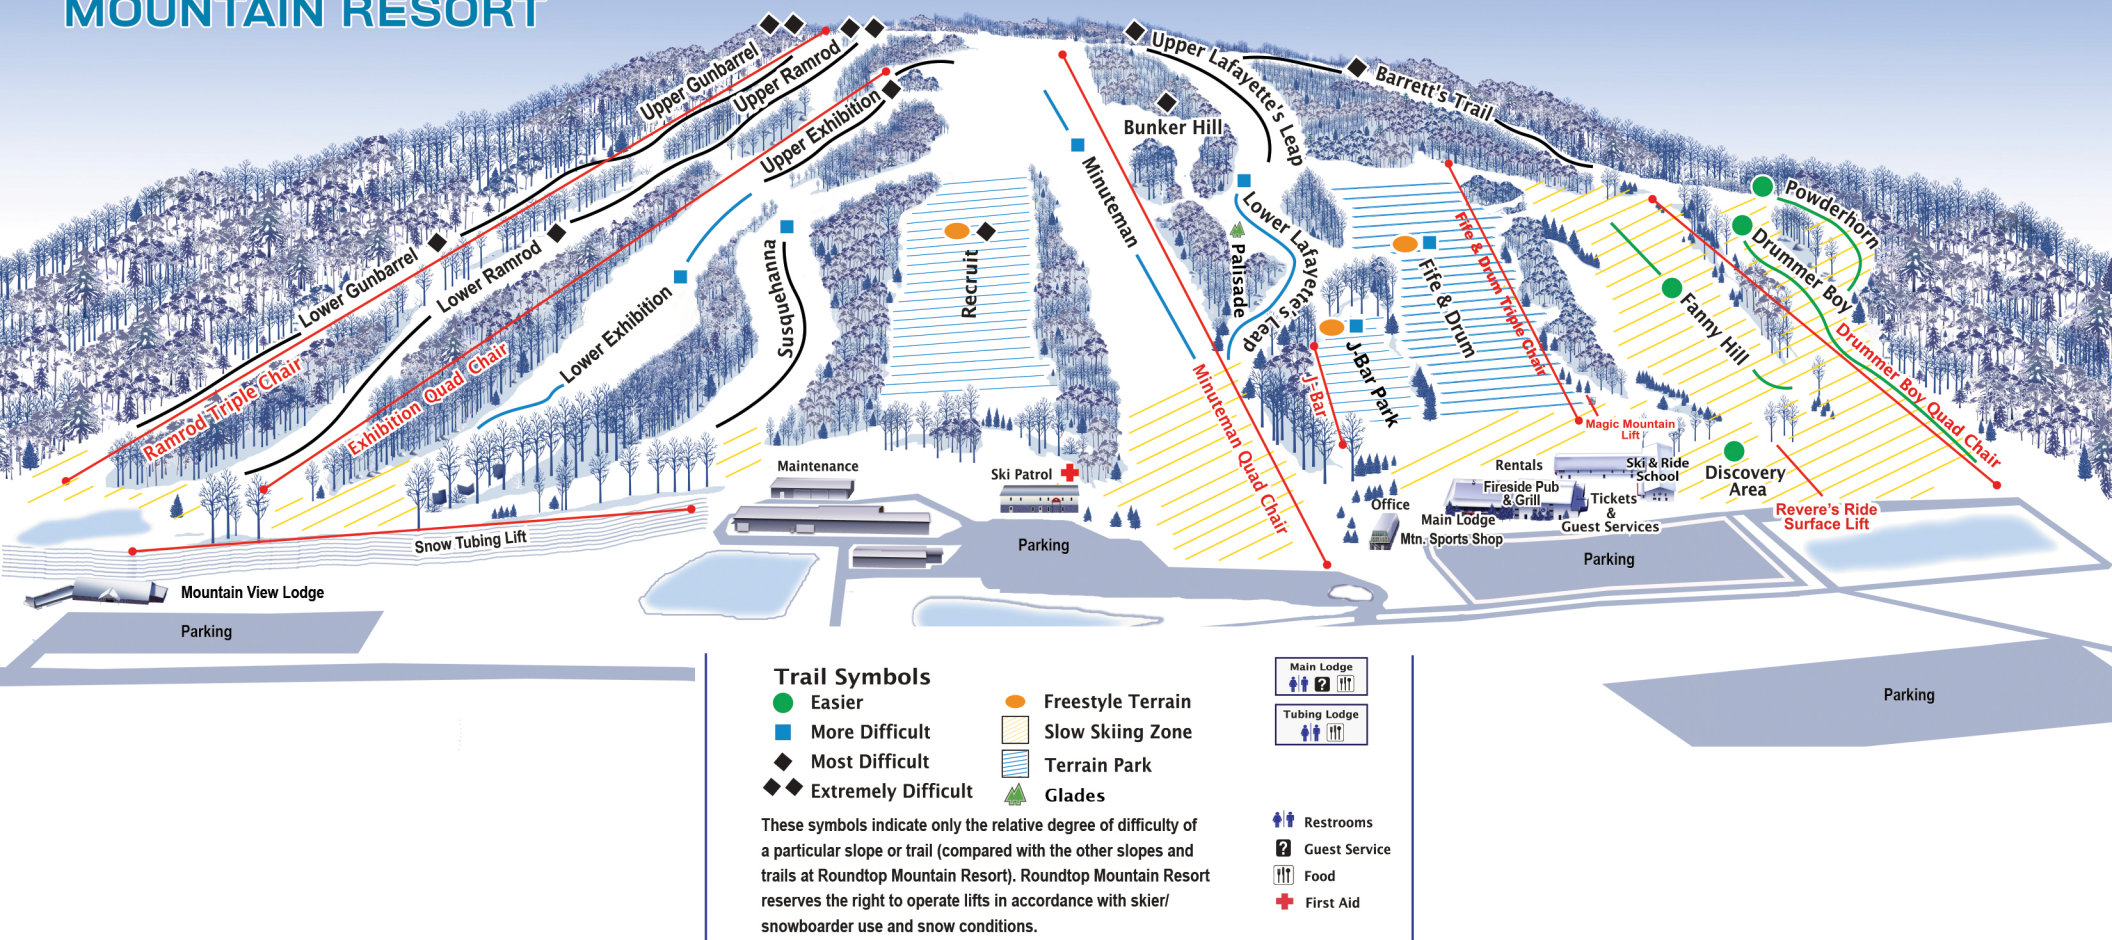 MOUNTAIN RESORT
Upper Gunbarrel
Upper Ramrod
Upper Exhibition
Lower Gunbarrel
Lower Ramrod
Lower Exhibition
Ramrod Triple Chair
Exhibition Quad Chair
Susquehanna
Recruit
Minuteman
Minuteman Quad Chair
Bunker Hill
Upper Lafayette's Leap
Barrett's Trail
Lower Lafayette's Leap
Palisade
J-Bar
J-Bar Park
Fife & Drum
Fife & Drum Triple Chair
Powderhorn
Drummer Boy
Fanny Hill
Drummer Boy Quad Chair
Magic Mountain
Lift
Discovery
Area
Revere's Ride
Surface Lift
Snow Tubing Lift
Mountain View Lodge
Parking
Maintenance
Ski Patrol
Parking
Office
Main Lodge
Mtn. Sports Shop
Rentals
Fireside Pub
& Grill
Ski & Ride
School
Tickets
&
Guest Services
Parking
Parking
Trail Symbols
Easier
More Difficult
Most Difficult
Extremely Difficult
Freestyle Terrain
Slow Skiing Zone
Terrain Park
Glades
These symbols indicate only the relative degree of difficulty of
a particular slope or trail (compared with the other slopes and
trails at Roundtop Mountain Resort). Roundtop Mountain Resort
reserves the right to operate lifts in accordance with skier/
snowboarder use and snow conditions.
Main Lodge
?
Tubing Lodge
Restrooms
? Guest Service
Food
First Aid